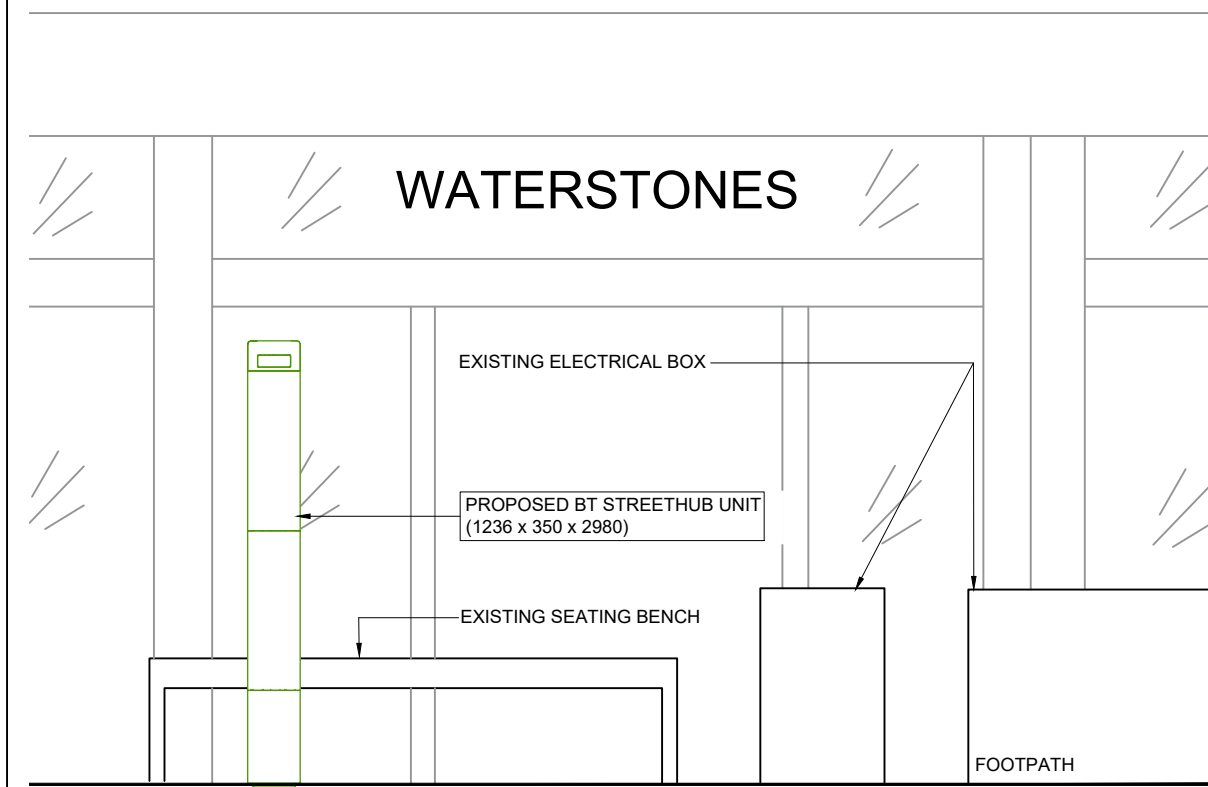 WATERSTONES
EXISTING ELECTRICAL BOX
PROPOSED BT STREETHUB UNIT
(1236 x 350 x 2980)
EXISTING SEATING BENCH
FOOTPATH